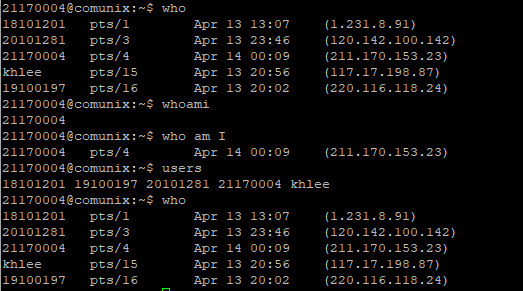 21170004@comunix:~$ who
18101201   pts/1        Apr 13 13:07    (1.231.8.91)
20101281   pts/3        Apr 13 23:46    (120.142.100.142)
21170004   pts/4        Apr 14 00:09    (211.170.153.23)
khlee      pts/15       Apr 13 20:56    (117.17.198.87)
19100197   pts/16       Apr 13 20:02    (220.116.118.24)
21170004@comunix:~$ whoami
21170004
21170004@comunix:~$ who am I
21170004   pts/4        Apr 14 00:09    (211.170.153.23)
21170004@comunix:~$ users
18101201 19100197 20101281 21170004 khlee
21170004@comunix:~$ who
18101201   pts/1        Apr 13 13:07    (1.231.8.91)
20101281   pts/3        Apr 13 23:46    (120.142.100.142)
21170004   pts/4        Apr 14 00:09    (211.170.153.23)
khlee      pts/15       Apr 13 20:56    (117.17.198.87)
19100197   pts/16       Apr 13 20:02    (220.116.118.24)